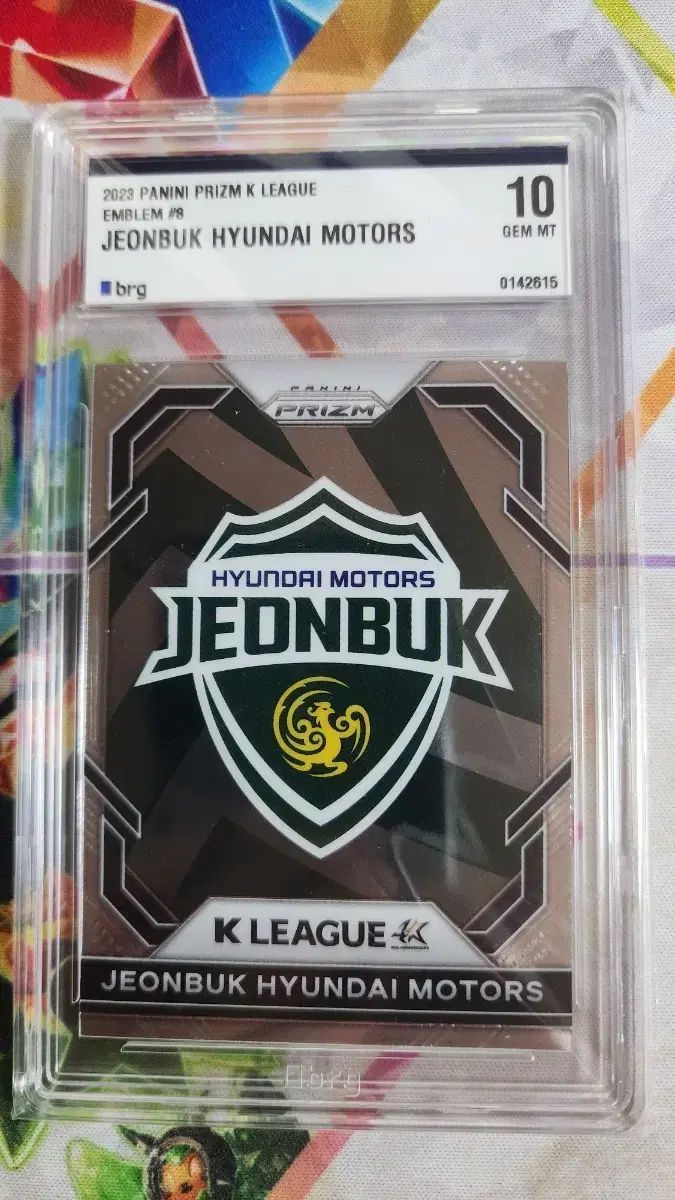 2023 PANINI PRIZM K LEAGUE
EMBLEM #8
JEONBUK HYUNDAI MOTORS
10
GEM MT
brg
0142615
PANINI
PRIZM
HYUNDAI MOTORS
JEONBUK
K LEAGUE
JEONBUK HYUNDAI MOTORS
brg